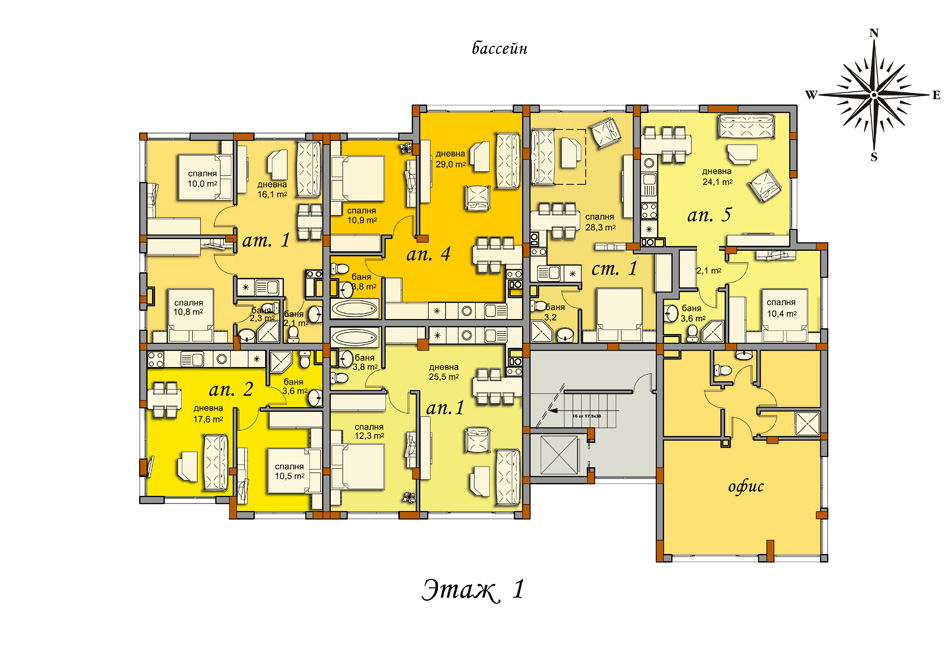 бассейн
N
W
E
S
спалня
10,0 m²
дневна
16,1 m²
ат. 1
спалня
10,8 m²
баня
2,3 m²
баня
2,1 m²
спалня
10,9 m²
дневна
29,0 m²
ап. 4
баня
3,8 m²
спалня
28,3 m²
ст. 1
баня
3,2
дневна
24,1 m²
ап. 5
2,1 m²
баня
3,6 m²
спалня
10,4 m²
ап. 2
дневна
17,6 m²
баня
3,6 m²
спалня
10,5 m²
баня
3,8 m²
дневна
25,5 m²
ап. 1
спалня
12,3 m²
офис
Этаж 1